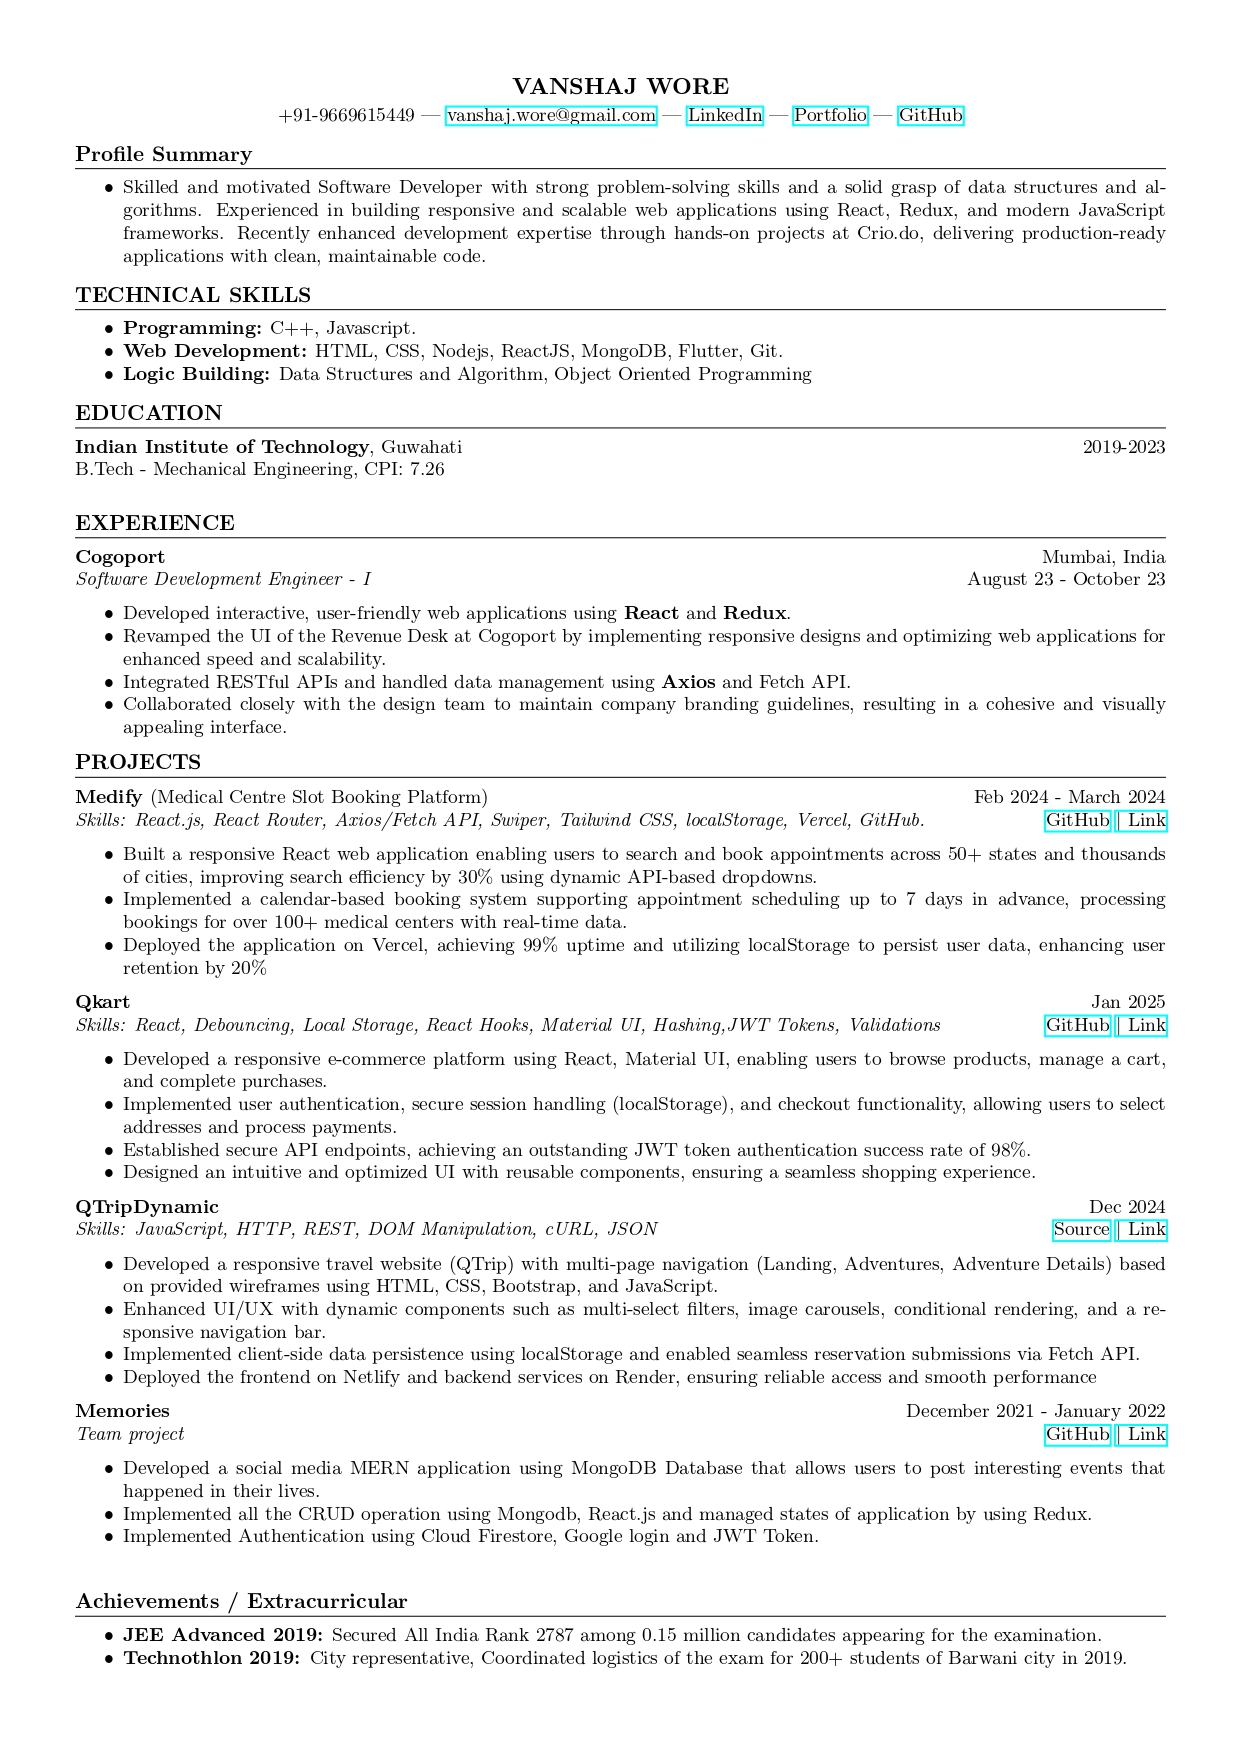 VANSHAJ WORE
+91-9669615449 — vanshaj.wore@gmail.com — LinkedIn — Portfolio — GitHub
Profile Summary
• Skilled and motivated Software Developer with strong problem-solving skills and a solid grasp of data structures and al-
gorithms. Experienced in building responsive and scalable web applications using React, Redux, and modern JavaScript
frameworks. Recently enhanced development expertise through hands-on projects at Crio.do, delivering production-ready
applications with clean, maintainable code.
TECHNICAL SKILLS
• Programming: C++, Javascript.
• Web Development: HTML, CSS, Nodejs, ReactJS, MongoDB, Flutter, Git.
• Logic Building: Data Structures and Algorithm, Object Oriented Programming
EDUCATION
Indian Institute of Technology, Guwahati 2019-2023
B.Tech - Mechanical Engineering, CPI: 7.26
EXPERIENCE
Cogoport Mumbai, India
Software Development Engineer - I August 23 - October 23
• Developed interactive, user-friendly web applications using React and Redux.
• Revamped the UI of the Revenue Desk at Cogoport by implementing responsive designs and optimizing web applications for
enhanced speed and scalability.
• Integrated RESTful APIs and handled data management using Axios and Fetch API.
• Collaborated closely with the design team to maintain company branding guidelines, resulting in a cohesive and visually
appealing interface.
PROJECTS
Medify (Medical Centre Slot Booking Platform) Feb 2024 - March 2024
Skills: React.js, React Router, Axios/Fetch API, Swiper, Tailwind CSS, localStorage, Vercel, GitHub. GitHub | Link
• Built a responsive React web application enabling users to search and book appointments across 50+ states and thousands
of cities, improving search efficiency by 30% using dynamic API-based dropdowns.
• Implemented a calendar-based booking system supporting appointment scheduling up to 7 days in advance, processing
bookings for over 100+ medical centers with real-time data.
• Deployed the application on Vercel, achieving 99% uptime and utilizing localStorage to persist user data, enhancing user
retention by 20%
Qkart Jan 2025
Skills: React, Debouncing, Local Storage, React Hooks, Material UI, Hashing,JWT Tokens, Validations GitHub | Link
• Developed a responsive e-commerce platform using React, Material UI, enabling users to browse products, manage a cart,
and complete purchases.
• Implemented user authentication, secure session handling (localStorage), and checkout functionality, allowing users to select
addresses and process payments.
• Established secure API endpoints, achieving an outstanding JWT token authentication success rate of 98%.
• Designed an intuitive and optimized UI with reusable components, ensuring a seamless shopping experience.
QTripDynamic Dec 2024
Skills: JavaScript, HTTP, REST, DOM Manipulation, cURL, JSON Source | Link
• Developed a responsive travel website (QTrip) with multi-page navigation (Landing, Adventures, Adventure Details) based
on provided wireframes using HTML, CSS, Bootstrap, and JavaScript.
• Enhanced UI/UX with dynamic components such as multi-select filters, image carousels, conditional rendering, and a re-
sponsive navigation bar.
• Implemented client-side data persistence using localStorage and enabled seamless reservation submissions via Fetch API.
• Deployed the frontend on Netlify and backend services on Render, ensuring reliable access and smooth performance
Memories December 2021 - January 2022
Team project GitHub | Link
• Developed a social media MERN application using MongoDB Database that allows users to post interesting events that
happened in their lives.
• Implemented all the CRUD operation using Mongodb, React.js and managed states of application by using Redux.
• Implemented Authentication using Cloud Firestore, Google login and JWT Token.
Achievements / Extracurricular
• JEE Advanced 2019: Secured All India Rank 2787 among 0.15 million candidates appearing for the examination.
• Technothlon 2019: City representative, Coordinated logistics of the exam for 200+ students of Barwani city in 2019.